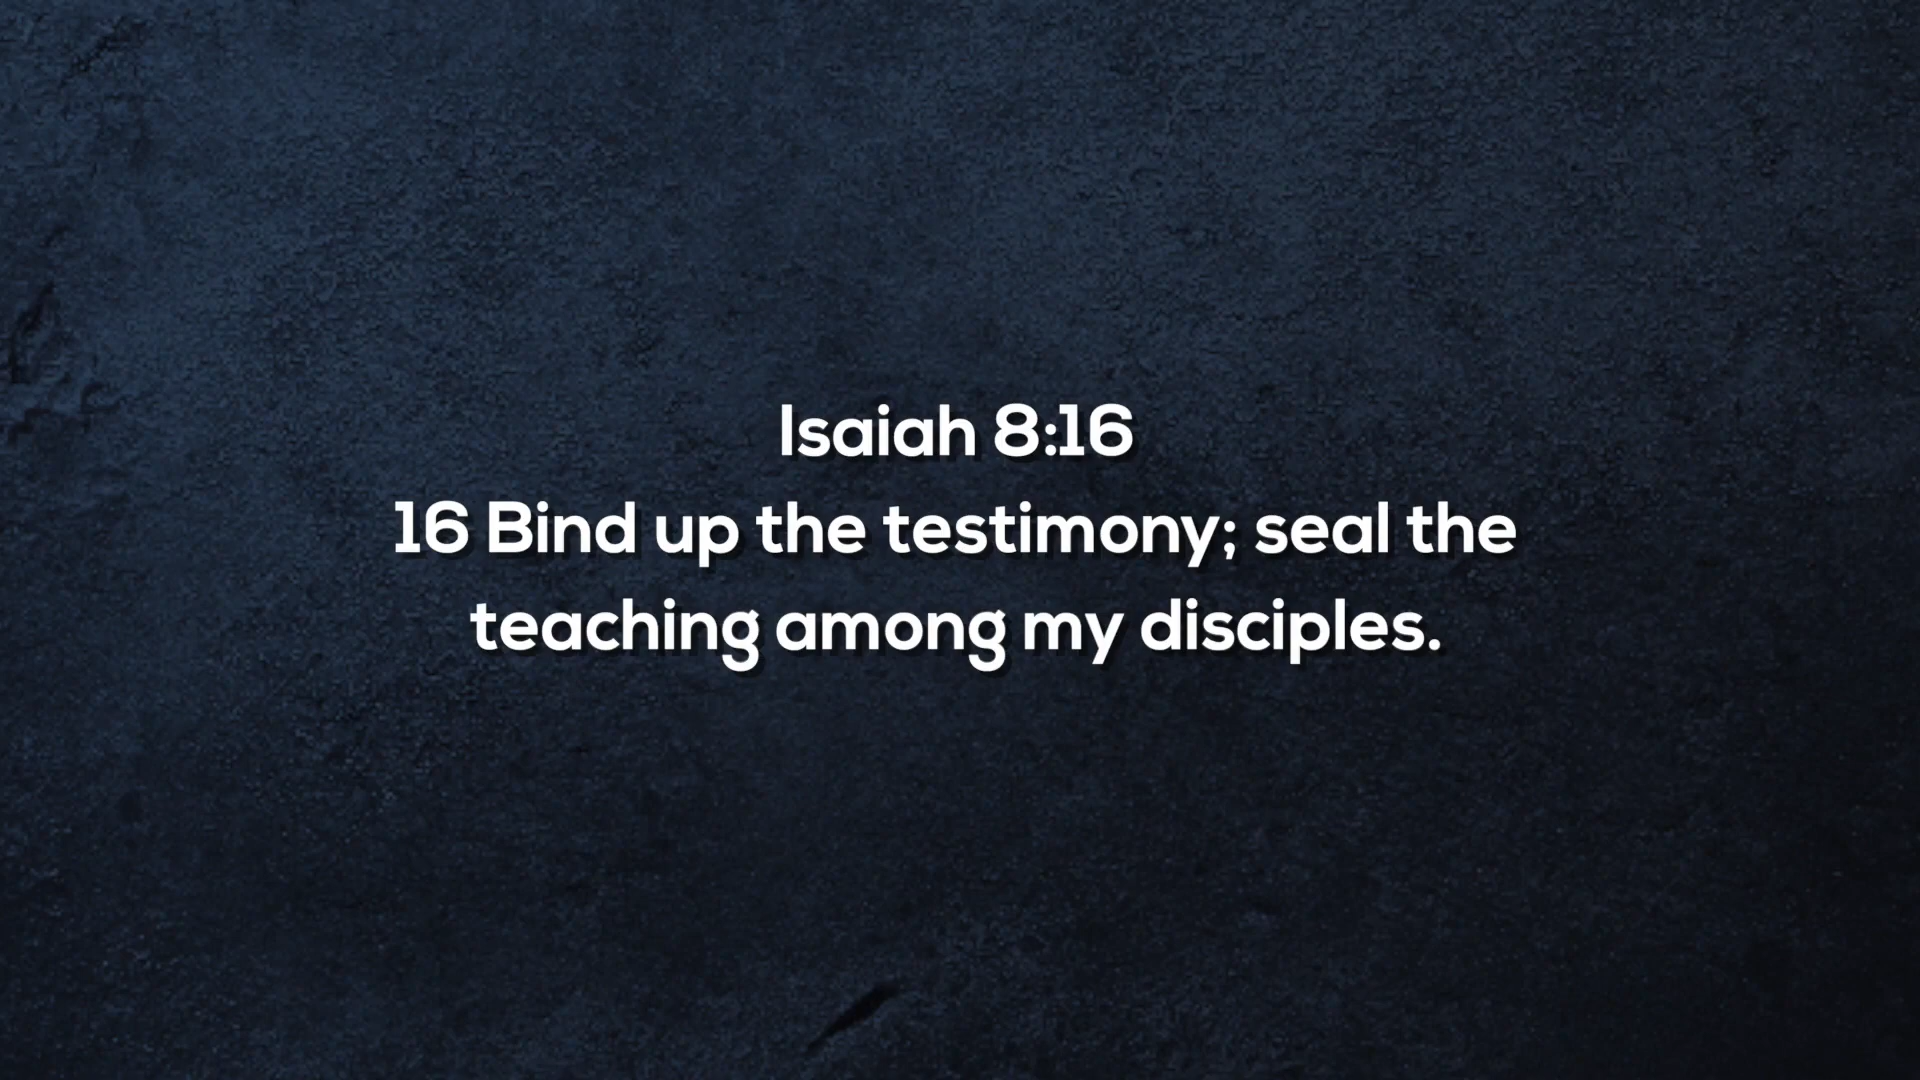 Isaiah 8:16
16 Bind up the testimony; seal the
teaching among my disciples.